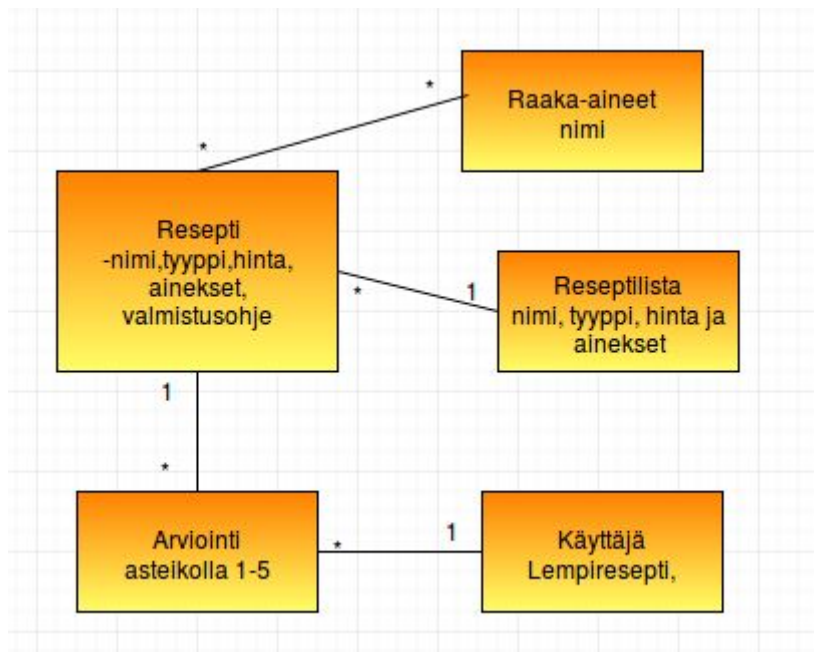 *
Raaka-aineet
nimi
*
Resepti
-nimi,tyyppi,hinta,
ainekset,
valmistusohje
*
1
Reseptilista
nimi, tyyppi, hinta ja
ainekset
1
*
Arviointi
asteikolla 1-5
*
1
Käyttäjä
Lempiresepti,